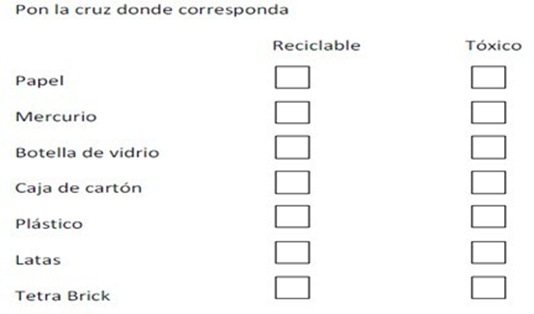 Pon la cruz donde corresponda
Reciclable Tóxico
Papel
Mercurio
Botella de vidrio
Caja de cartón
Plástico
Latas
Tetra Brick